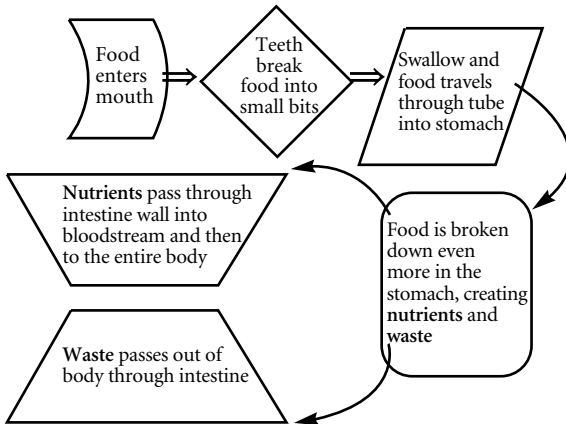 Food
enters
mouth
Teeth
break
food into
small bits
Swallow and
food travels
through tube
into stomach
Food is broken
down even
more in the
stomach, creating
nutrients and
waste
Nutrients pass through
intestine wall into
bloodstream and then
to the entire body
Waste passes out of
body through intestine